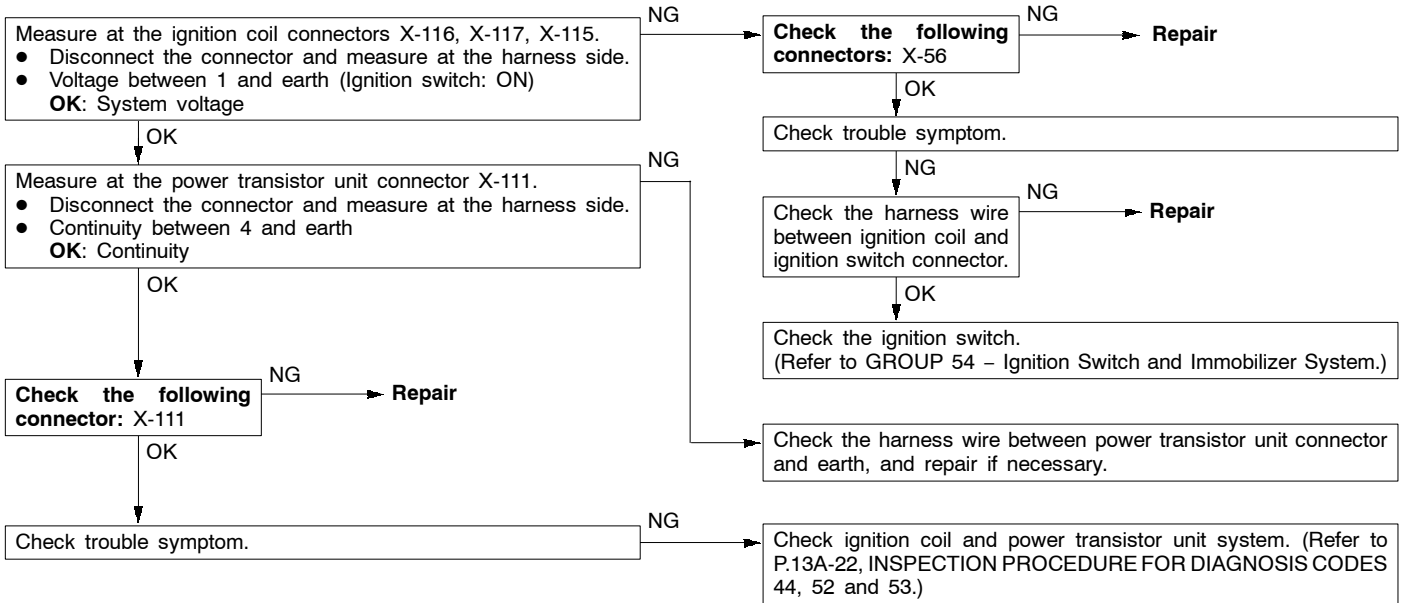 Measure at the ignition coil connectors X-116, X-117, X-115.
● Disconnect the connector and measure at the harness side.
● Voltage between 1 and earth (Ignition switch: ON)
OK: System voltage
NG
Check the following
connectors: X-56
NG
Repair
OK
OK
Check trouble symptom.
NG
Measure at the power transistor unit connector X-111.
● Disconnect the connector and measure at the harness side.
● Continuity between 4 and earth
OK: Continuity
NG
Check the harness wire
between ignition coil and
ignition switch connector.
NG
Repair
OK
OK
Check the ignition switch.
(Refer to GROUP 54 – Ignition Switch and Immobilizer System.)
Check the following
connector: X-111
NG
Repair
OK
Check the harness wire between power transistor unit connector
and earth, and repair if necessary.
Check trouble symptom.
NG
Check ignition coil and power transistor unit system. (Refer to
P.13A-22, INSPECTION PROCEDURE FOR DIAGNOSIS CODES
44, 52 and 53.)